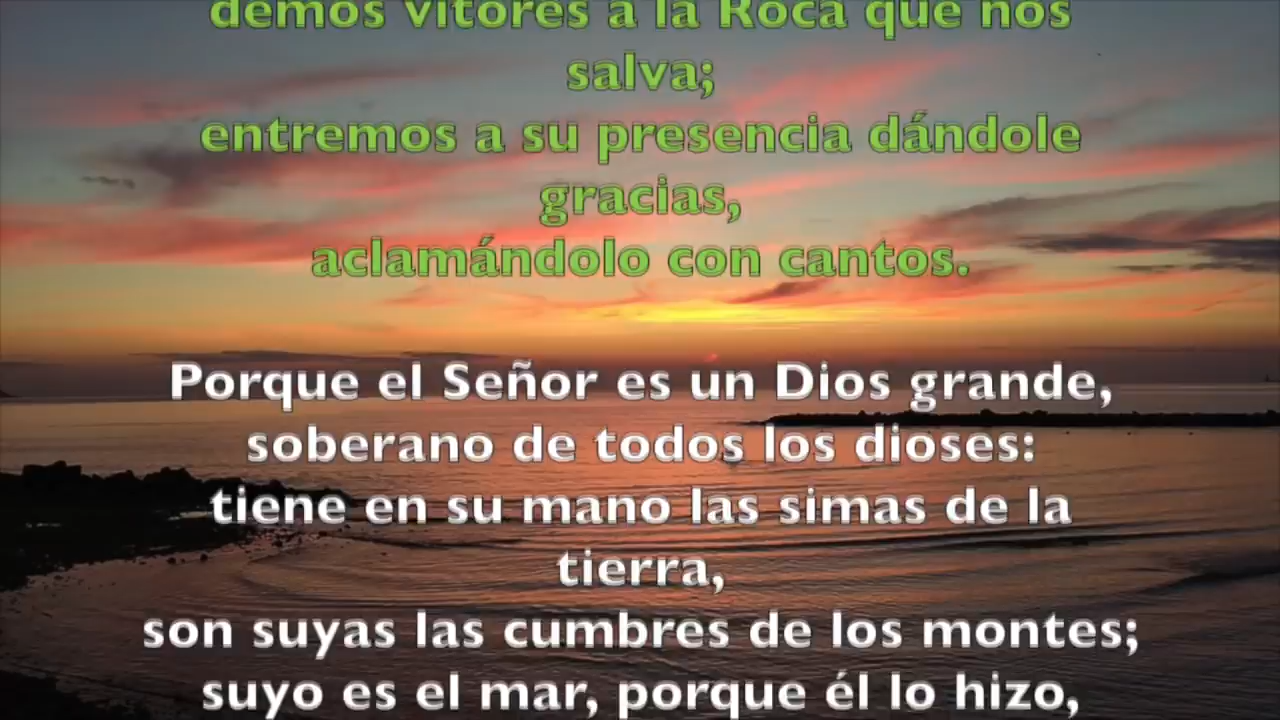 demos vítores a la Roca que nos
salva;
entremos a su presencia dándole
gracias,
aclamándolo con cantos.
Porque el Señor es un Dios grande,
soberano de todos los dioses:
tiene en su mano las simas de la
tierra,
son suyas las cumbres de los montes;
suyo es el mar, porque él lo hizo,